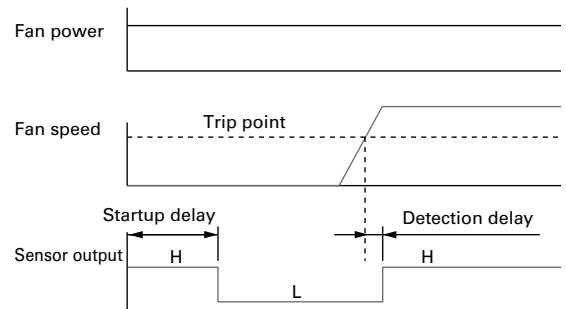 Fan power
Fan speed
Trip point
Startup delay
Detection delay
Sensor output
H
H
L